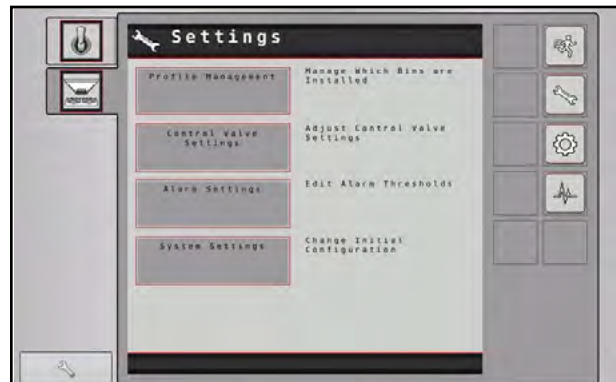 Settings
Profile Management
Manage Which Bins are
Installed
Control Valve
Settings
Adjust Control Valve
Settings
Alarm Settings
Edit Alarm Thresholds
System Settings
Change Initial
Configuration